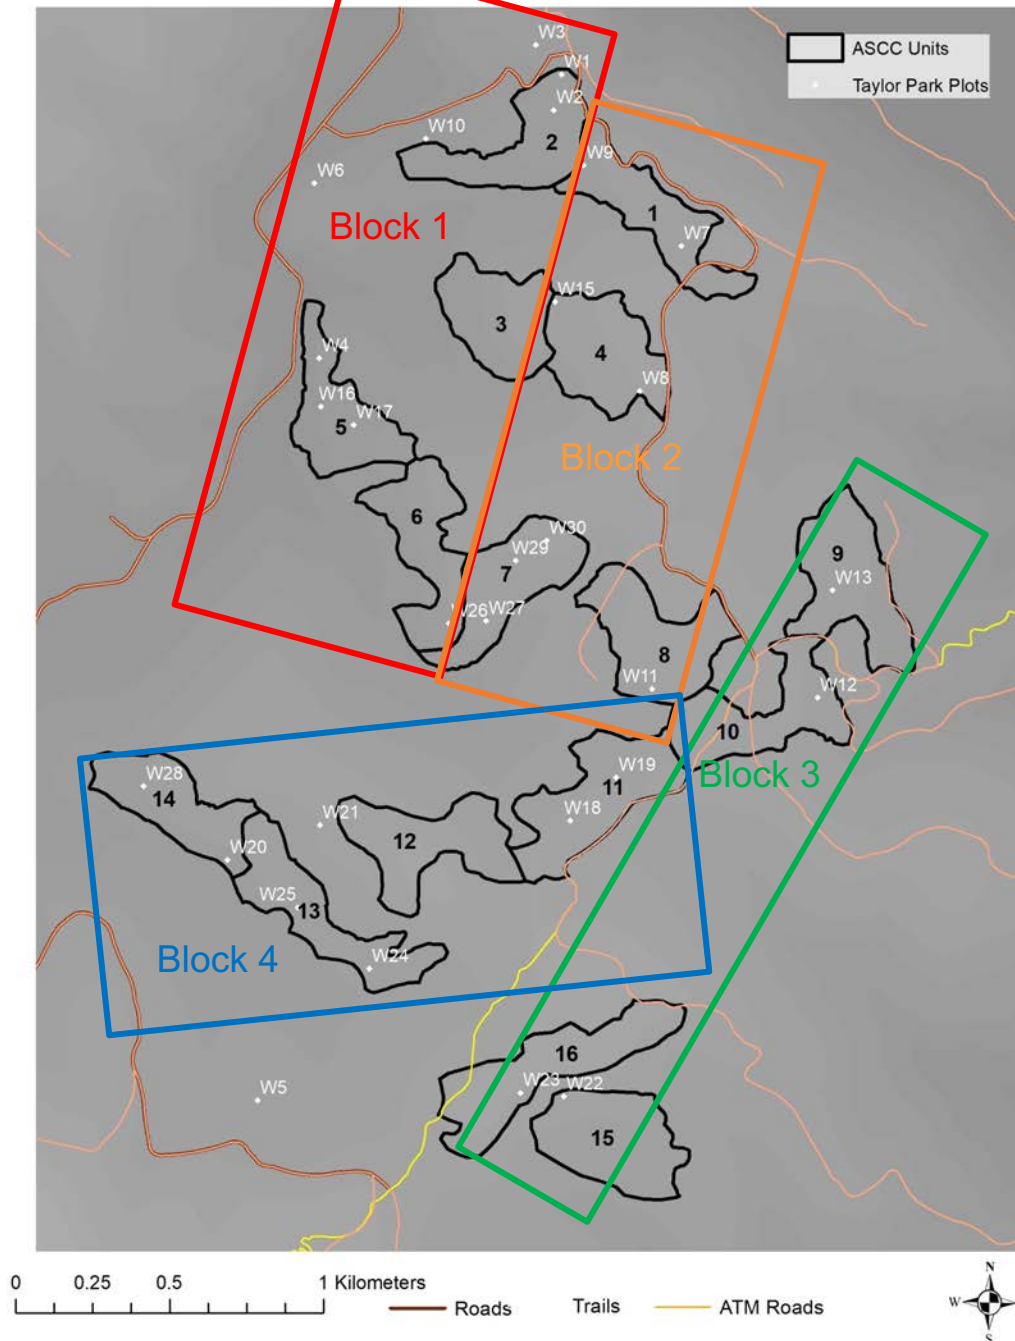 W3
ASCC Units
W1
Taylor Park Plots
W2
W10
2
W9
W6
1
Block 1
W7
W15
3
4
W4
W8
W16
W17
5
Block 2
6
W30
W29
9
7
W13
W26
W27
8
W11
W12
10
W19
Block 3
W28
11
14
W18
W21
12
W20
W25
13
Block 4
W24
16
W23
W22
W5
15
0 0.25 0.5 1 Kilometers
Roads Trails ATM Roads
N
W E
S